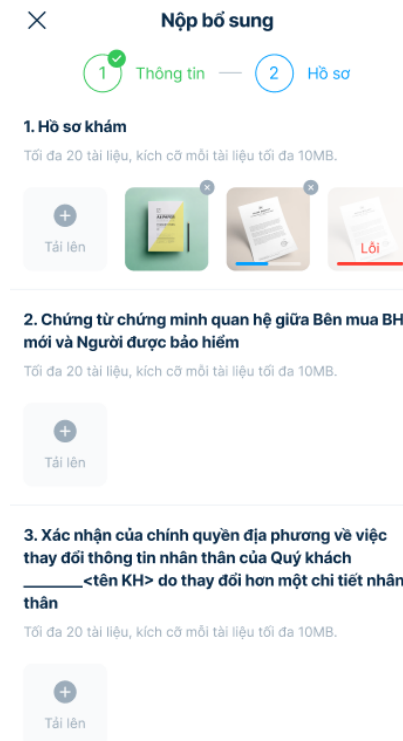 Nộp bổ sung
1 Thông tin — 2 Hồ sơ
1. Hồ sơ khám
Tối đa 20 tài liệu, kích cỡ mỗi tài liệu tối đa 10MB.
Tải lên
Lỗi
2. Chứng từ chứng minh quan hệ giữa Bên mua BH
mới và Người được bảo hiểm
Tối đa 20 tài liệu, kích cỡ mỗi tài liệu tối đa 10MB.
Tải lên
3. Xác nhận của chính quyền địa phương về việc
thay đổi thông tin nhân thân của Quý khách
________<tên KH> do thay đổi hơn một chi tiết nhân
thân
Tối đa 20 tài liệu, kích cỡ mỗi tài liệu tối đa 10MB.
Tải lên